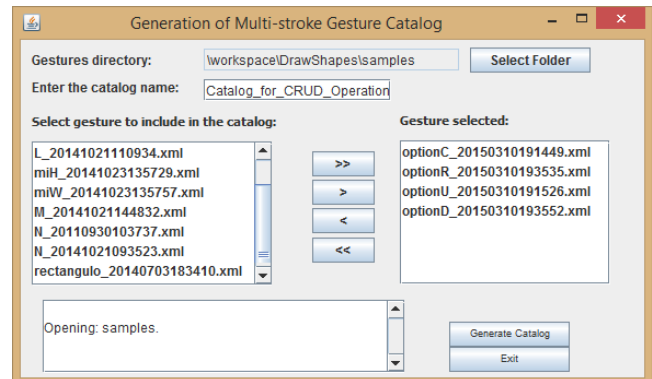 Generation of Multi-stroke Gesture Catalog
Gestures directory:
\workspace\DrawShapes\samples
Select Folder
Enter the catalog name:
Catalog_for_CRUD_Operation
Select gesture to include in the catalog:
Gesture selected:
L_20141021110934.xml
miH_20141023135729.xml
miW_20141023135757.xml
M_20141021144832.xml
N_20110930103737.xml
N_20141021093523.xml
rectangulo_20140703183410.xml
>>
>
<
<<
optionC_20150310191449.xml
optionR_20150310193535.xml
optionU_20150310191526.xml
optionD_20150310193552.xml
Opening: samples.
Generate Catalog
Exit